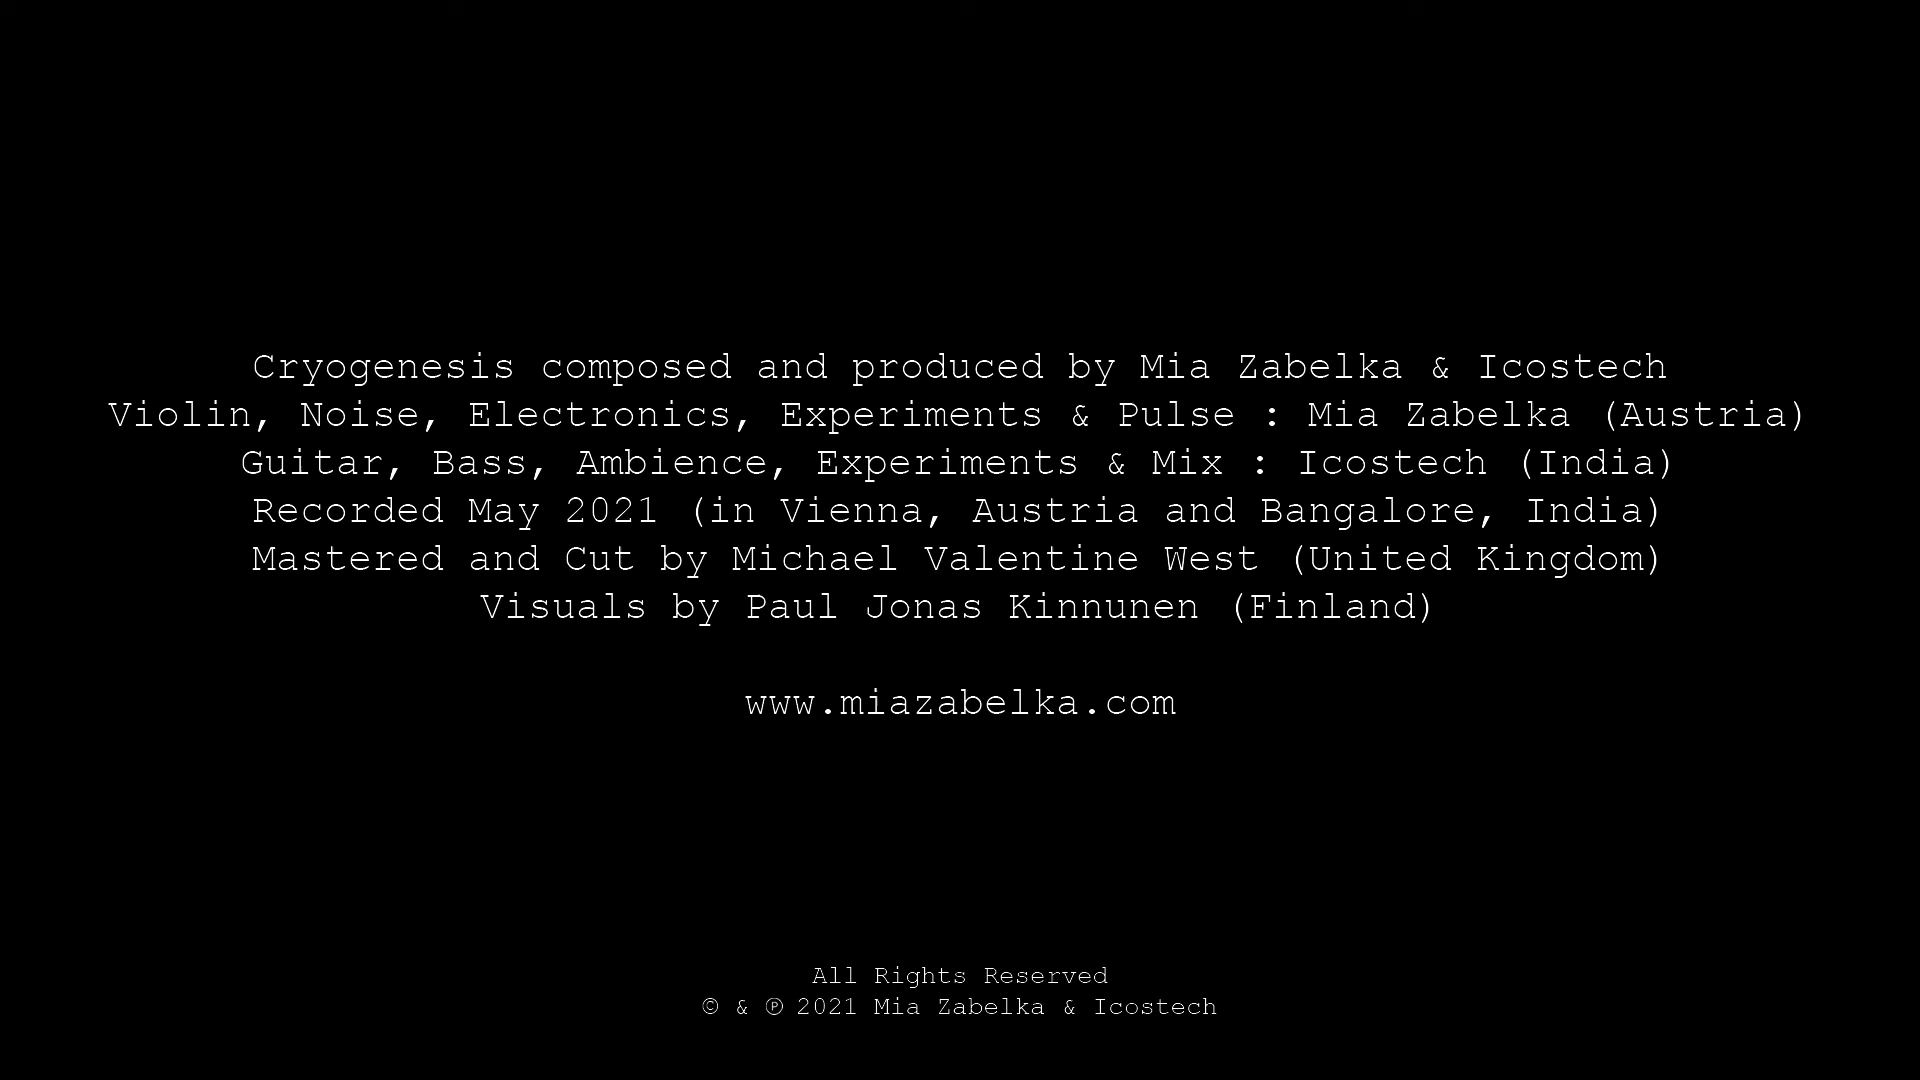 Cryogenesis composed and produced by Mia Zabelka & Icostech
Violin, Noise, Electronics, Experiments & Pulse : Mia Zabelka (Austria)
Guitar, Bass, Ambience, Experiments & Mix : Icostech (India)
Recorded May 2021 (in Vienna, Austria and Bangalore, India)
Mastered and Cut by Michael Valentine West (United Kingdom)
Visuals by Paul Jonas Kinnunen (Finland)
www.miazabelka.com
All Rights Reserved
© & ℗ 2021 Mia Zabelka & Icostech